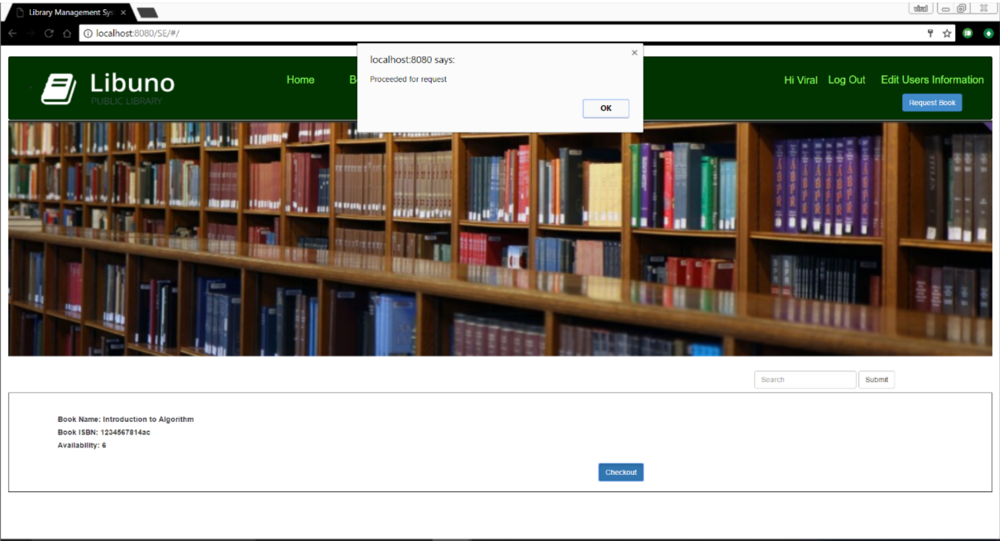 Library Management Sys
viral
localhost:8080/SE/#/
localhost:8080 says:
Proceeded for request
OK
Libuno
PUBLIC LIBRARY
Home
B
Hi Viral
Log Out
Edit Users Information
Request Book
Search
Submit
Book Name: Introduction to Algorithm
Book ISBN: 1234567814ac
Availability: 6
Checkout